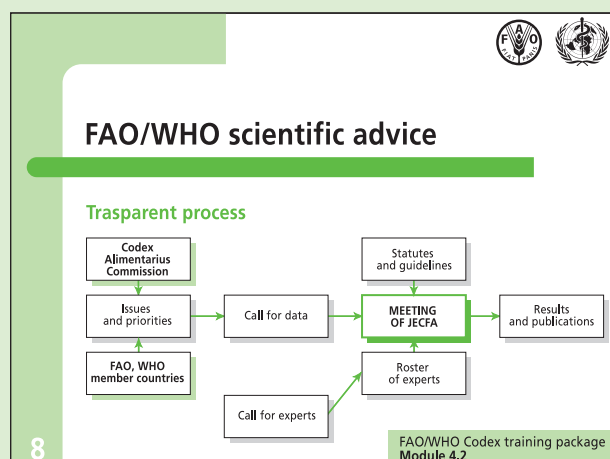 F A O
FIAT PANIS
FAO/WHO scientific advice
Trasparent process
Codex
Alimentarius
Commission
Statutes
and guidelines
Issues
and priorities
Call for data
MEETING
OF JECFA
Results
and publications
FAO, WHO
member countries
Roster
of experts
Call for experts
8
FAO/WHO Codex training package
Module 4.2